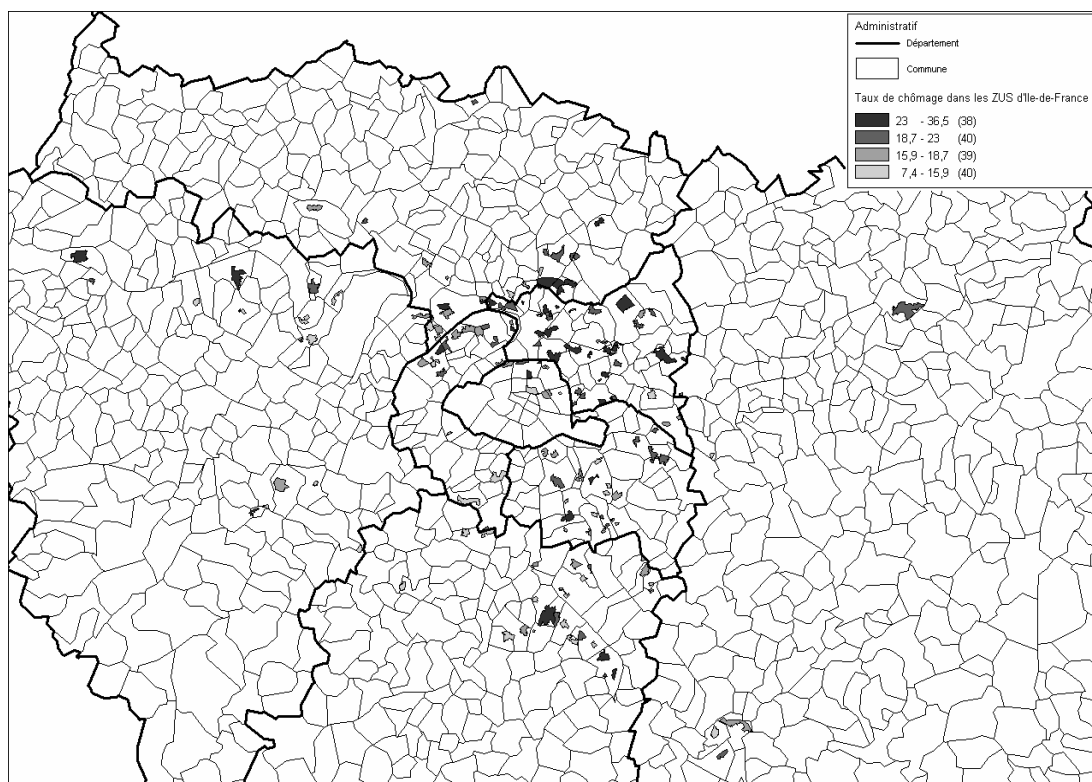 Administratif
Département
Commune
Taux de chômage dans les ZUS d'Ile-de-France
23 - 36,5 (38)
18,7 - 23 (40)
15,9 - 18,7 (39)
7,4 - 15,9 (40)